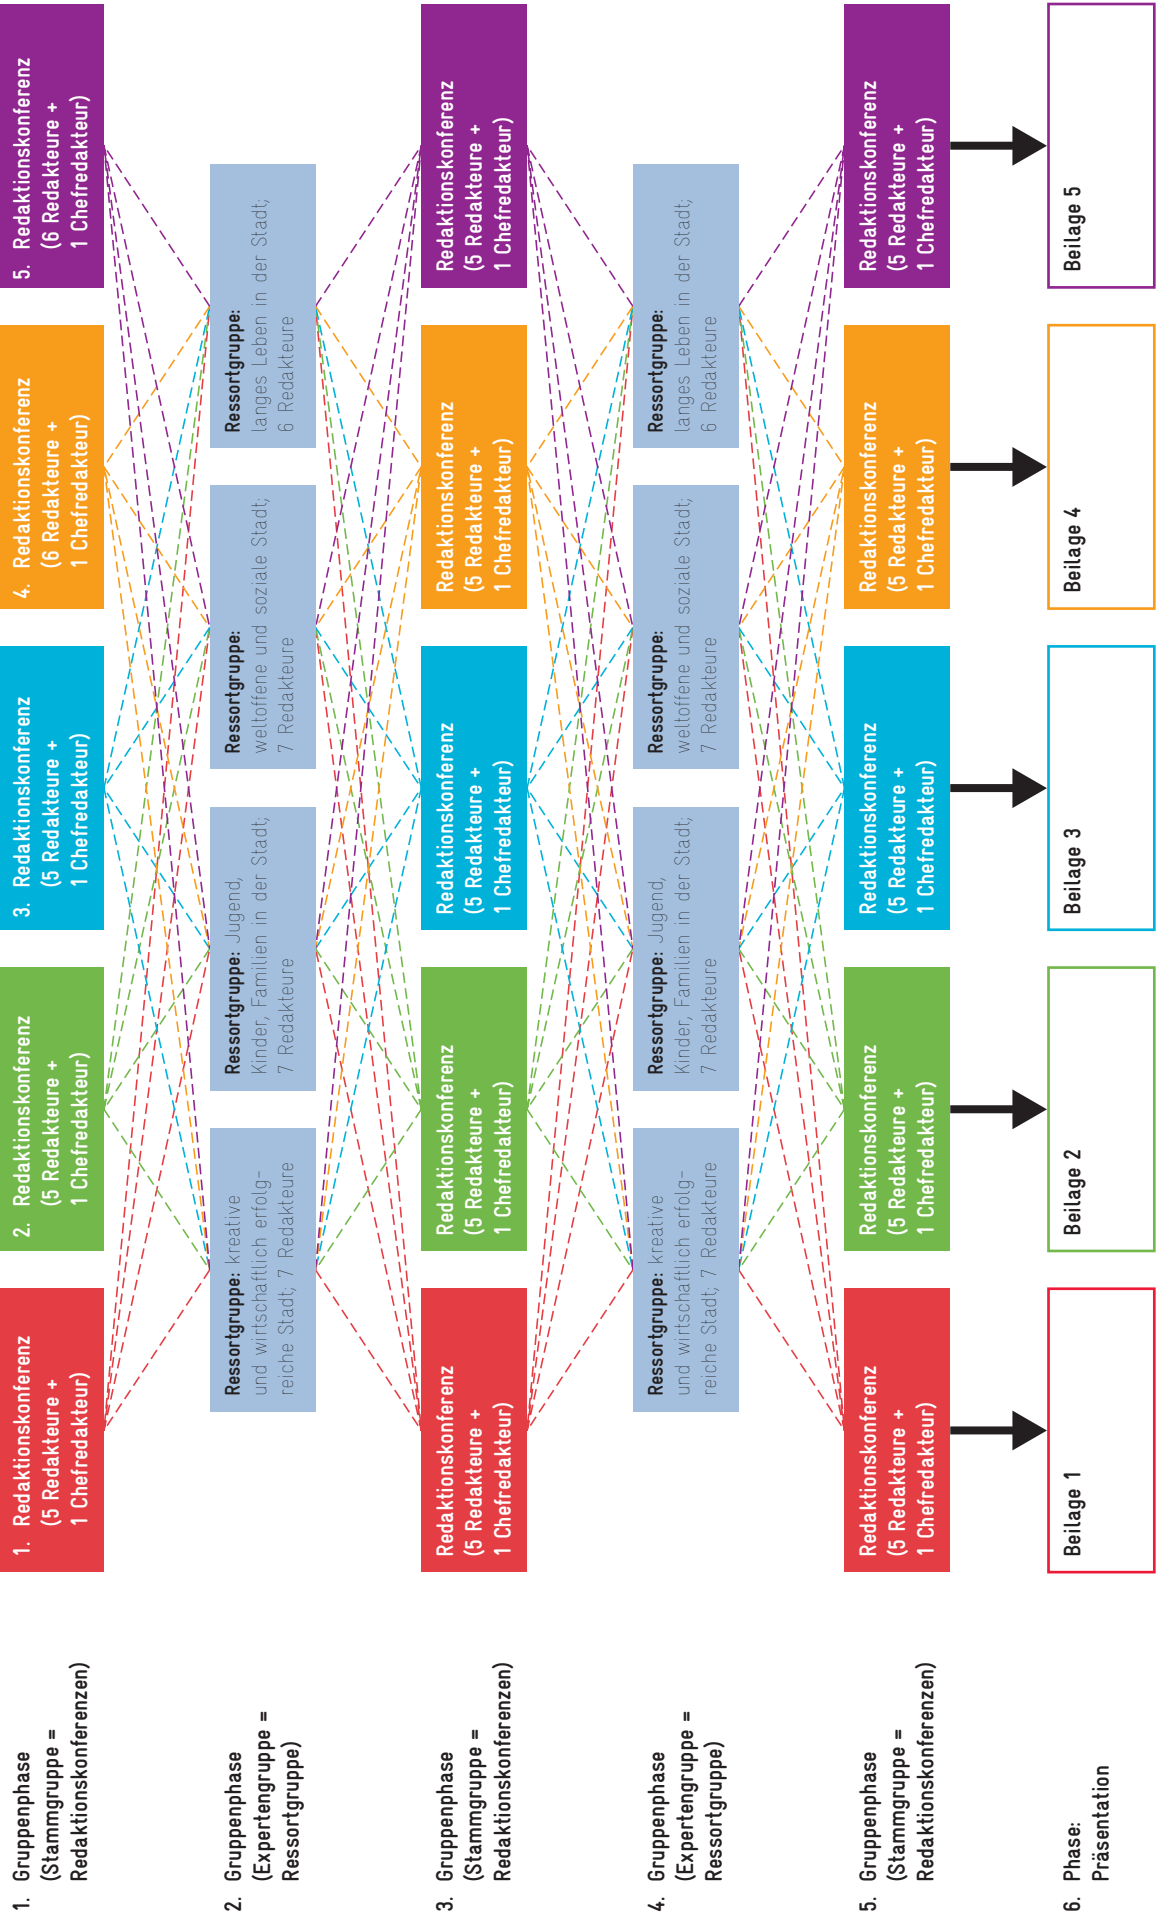 1. Gruppenphase
(Stammgruppe =
Redaktionskonferenzen)
1. Redaktionskonferenz
(5 Redakteure +
1 Chefredakteur)
2. Redaktionskonferenz
(5 Redakteure +
1 Chefredakteur)
3. Redaktionskonferenz
(5 Redakteure +
1 Chefredakteur)
4. Redaktionskonferenz
(6 Redakteure +
1 Chefredakteur)
5. Redaktionskonferenz
(6 Redakteure +
1 Chefredakteur)
2. Gruppenphase
(Expertengruppe =
Ressortgruppe)
Ressortgruppe: kreative
und wirtschaftlich erfolg-
reiche Stadt; 7 Redakteure
Ressortgruppe: Jugend,
Kinder, Familien in der Stadt;
7 Redakteure
Ressortgruppe:
weltoffene und soziale Stadt;
7 Redakteure
Ressortgruppe:
langes Leben in der Stadt;
6 Redakteure
3. Gruppenphase
(Stammgruppe =
Redaktionskonferenzen)
Redaktionskonferenz
(5 Redakteure +
1 Chefredakteur)
Redaktionskonferenz
(5 Redakteure +
1 Chefredakteur)
Redaktionskonferenz
(5 Redakteure +
1 Chefredakteur)
Redaktionskonferenz
(5 Redakteure +
1 Chefredakteur)
Redaktionskonferenz
(5 Redakteure +
1 Chefredakteur)
4. Gruppenphase
(Expertengruppe =
Ressortgruppe)
Ressortgruppe: kreative
und wirtschaftlich erfolg-
reiche Stadt; 7 Redakteure
Ressortgruppe: Jugend,
Kinder, Familien in der Stadt;
7 Redakteure
Ressortgruppe:
weltoffene und soziale Stadt;
7 Redakteure
Ressortgruppe:
langes Leben in der Stadt;
6 Redakteure
5. Gruppenphase
(Stammgruppe =
Redaktionskonferenzen)
Redaktionskonferenz
(5 Redakteure +
1 Chefredakteur)
Redaktionskonferenz
(5 Redakteure +
1 Chefredakteur)
Redaktionskonferenz
(5 Redakteure +
1 Chefredakteur)
Redaktionskonferenz
(5 Redakteure +
1 Chefredakteur)
Redaktionskonferenz
(5 Redakteure +
1 Chefredakteur)
6. Phase:
Präsentation
Beilage 1
Beilage 2
Beilage 3
Beilage 4
Beilage 5